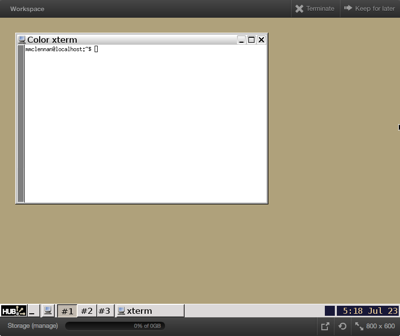 Workspace
Terminate
Keep for later
Color xterm
mmclennan@localhost:~$
HUB
#1 #2 #3 xterm
5:18 Jul 23
Storage (manage)
0% of 0GB
800 x 600